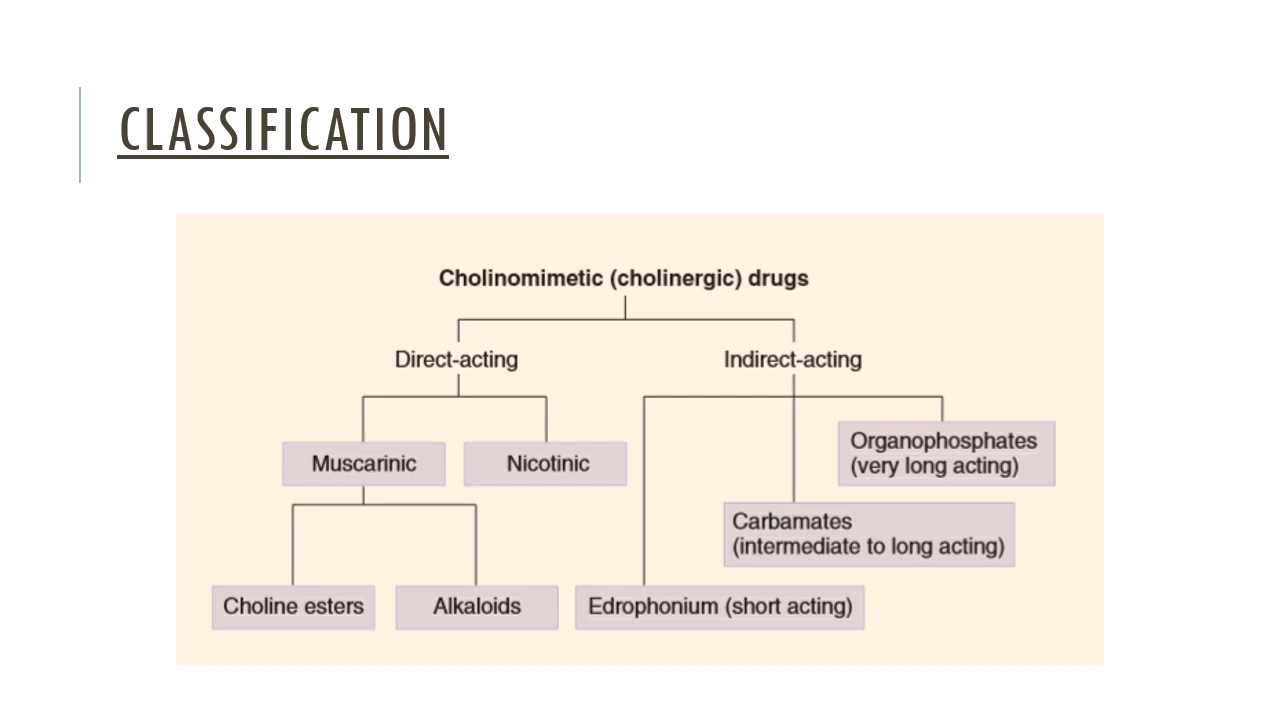 CLASSIFICATION
Cholinomimetic (cholinergic) drugs
Direct-acting
Indirect-acting
Muscarinic
Nicotinic
Organophosphates
(very long acting)
Carbamates
(intermediate to long acting)
Choline esters
Alkaloids
Edrophonium (short acting)